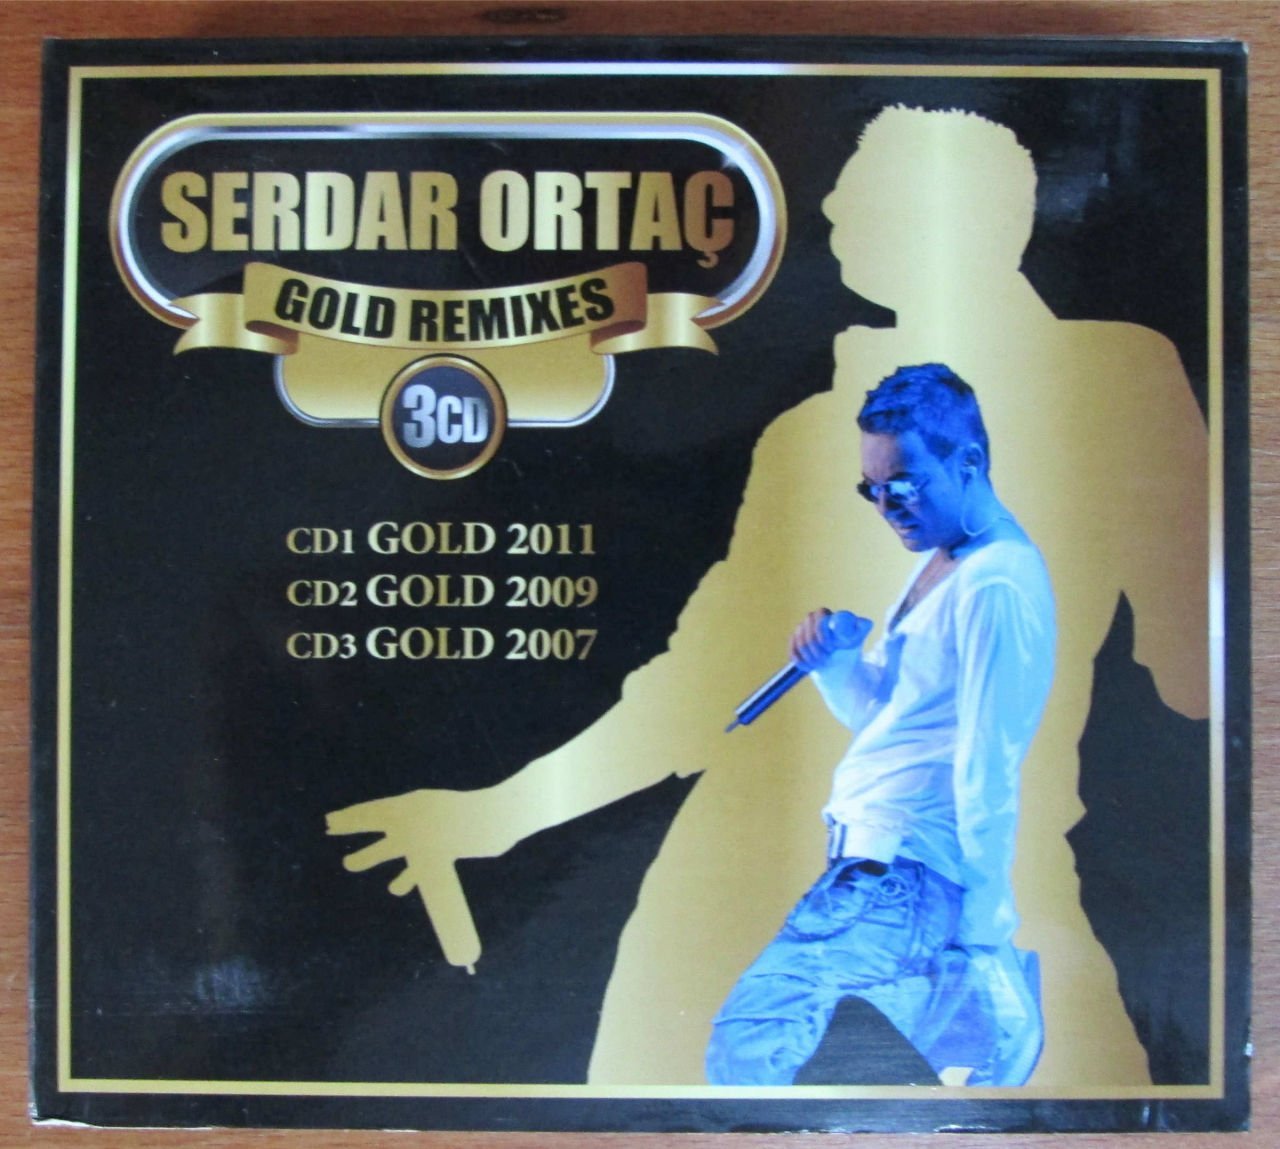 SERDAR ORTAÇ
GOLD REMIXES
3CD
CD1 GOLD 2011
CD2 GOLD 2009
CD3 GOLD 2007